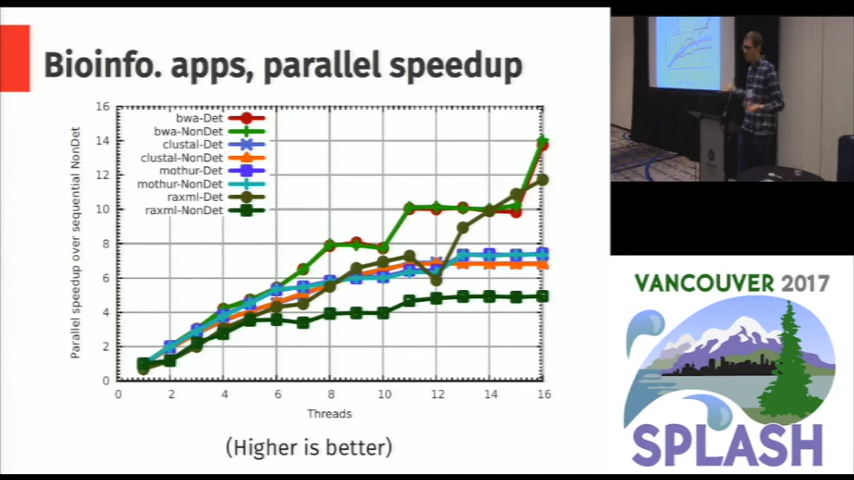 Bioinfo. apps, parallel speedup
Parallel speedup over sequential NonDet
16
14
12
10
8
6
4
2
0
bwa-Det
bwa-NonDet
clustal-Det
clustal-NonDet
mothur-Det
mothur-NonDet
raxml-Det
raxml-NonDet
0 2 4 6 8 10 12 14 16
Threads
(Higher is better)
VANCOUVER 2017
SPLASH